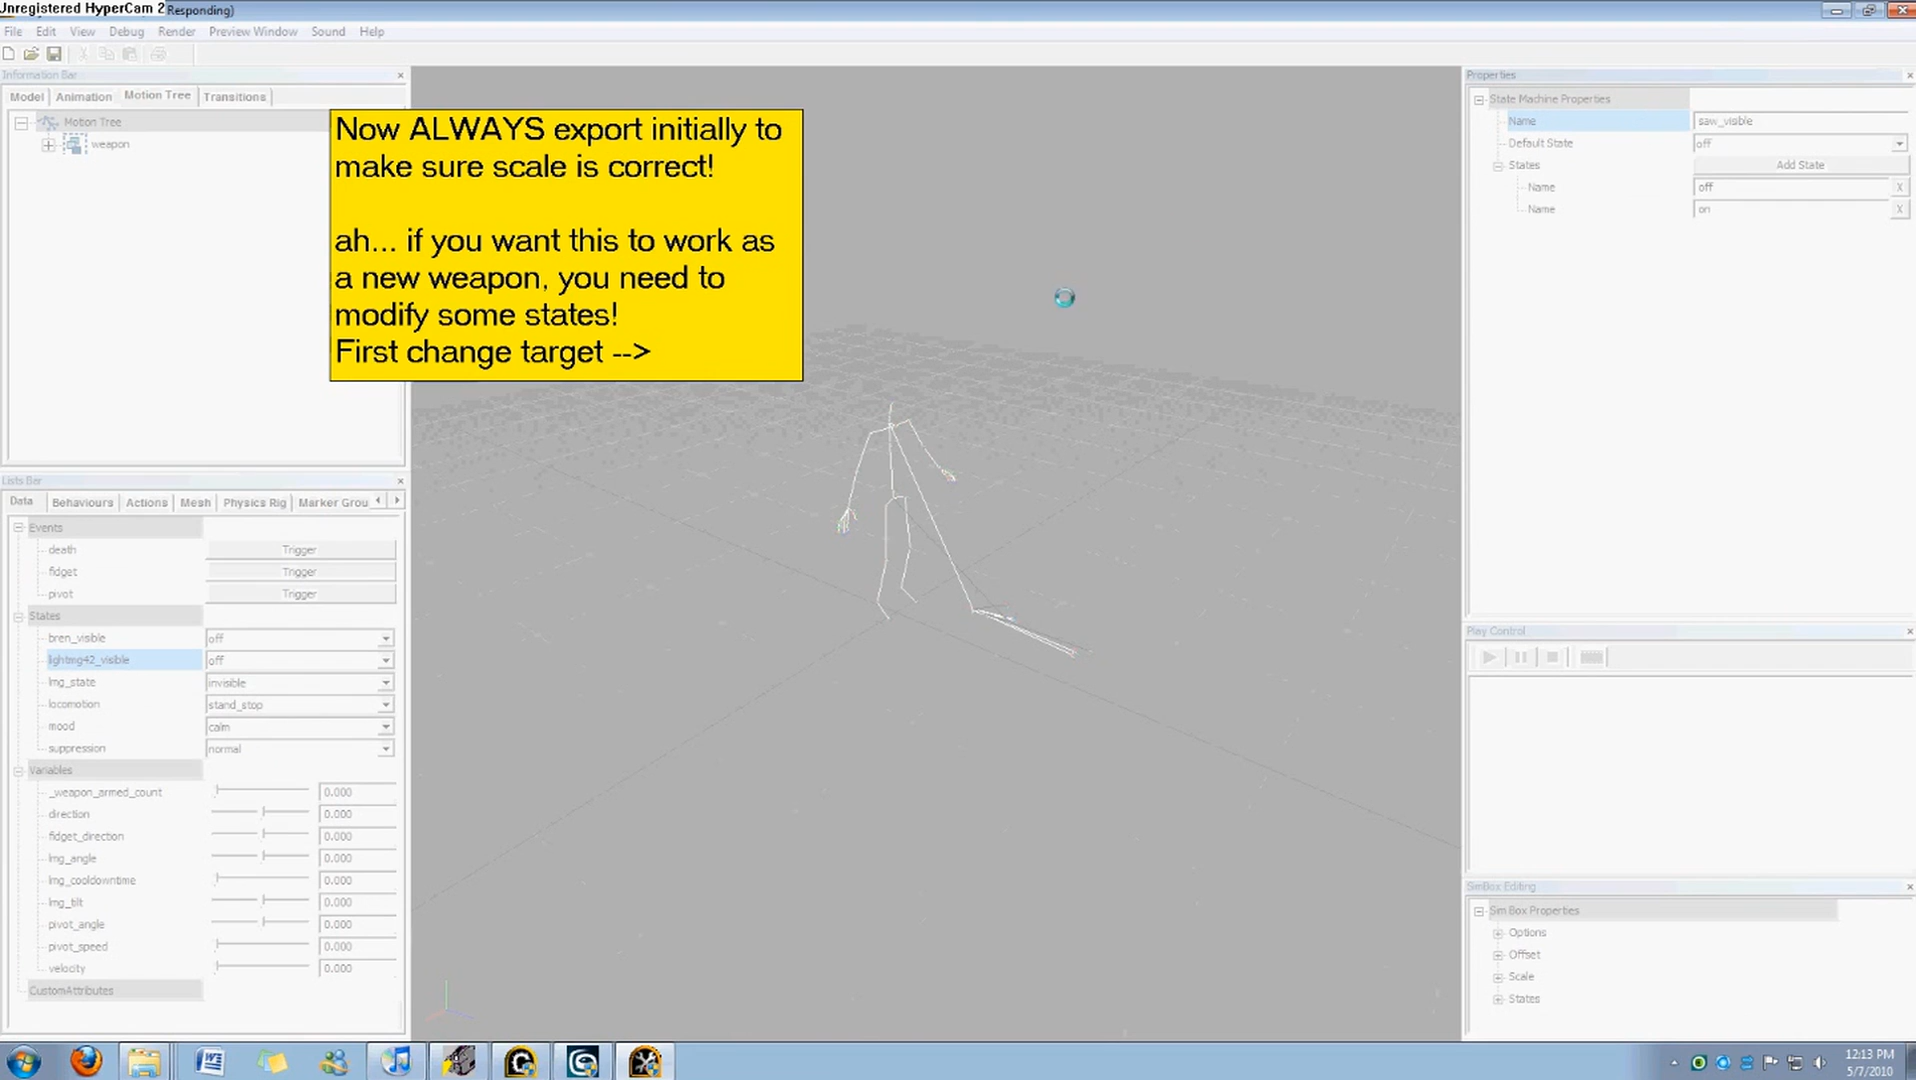 Unregistered HyperCam 2 Responding)
File Edit View Debug Render Preview Window Sound Help
Information Bar
Model Animation Motion Tree Transitions
Motion Tree
weapon
Now ALWAYS export initially to
make sure scale is correct!
ah... if you want this to work as
a new weapon, you need to
modify some states!
First change target -->
Properties
State Machine Properties
Name saw_visible
Default State off
States Add State
Name off X
Name on X
Lists Bar
Data Behaviours Actions Mesh Physics Rig Marker Grou
Events
death Trigger
fidget Trigger
pivot Trigger
States
bren_visible off
lightmg42_visible off
lmg_state invisible
locomotion stand_stop
mood calm
suppression normal
Variables
_weapon_armed_count 0.000
direction 0.000
fidget_direction 0.000
lmg_angle 0.000
lmg_cooldowntime 0.000
lmg_tilt 0.000
pivot_angle 0.000
pivot_speed 0.000
velocity 0.000
CustomAttributes
Play Control
SimBox Editing
Sim Box Properties
Options
Offset
Scale
States
12:13 PM
5/7/2010